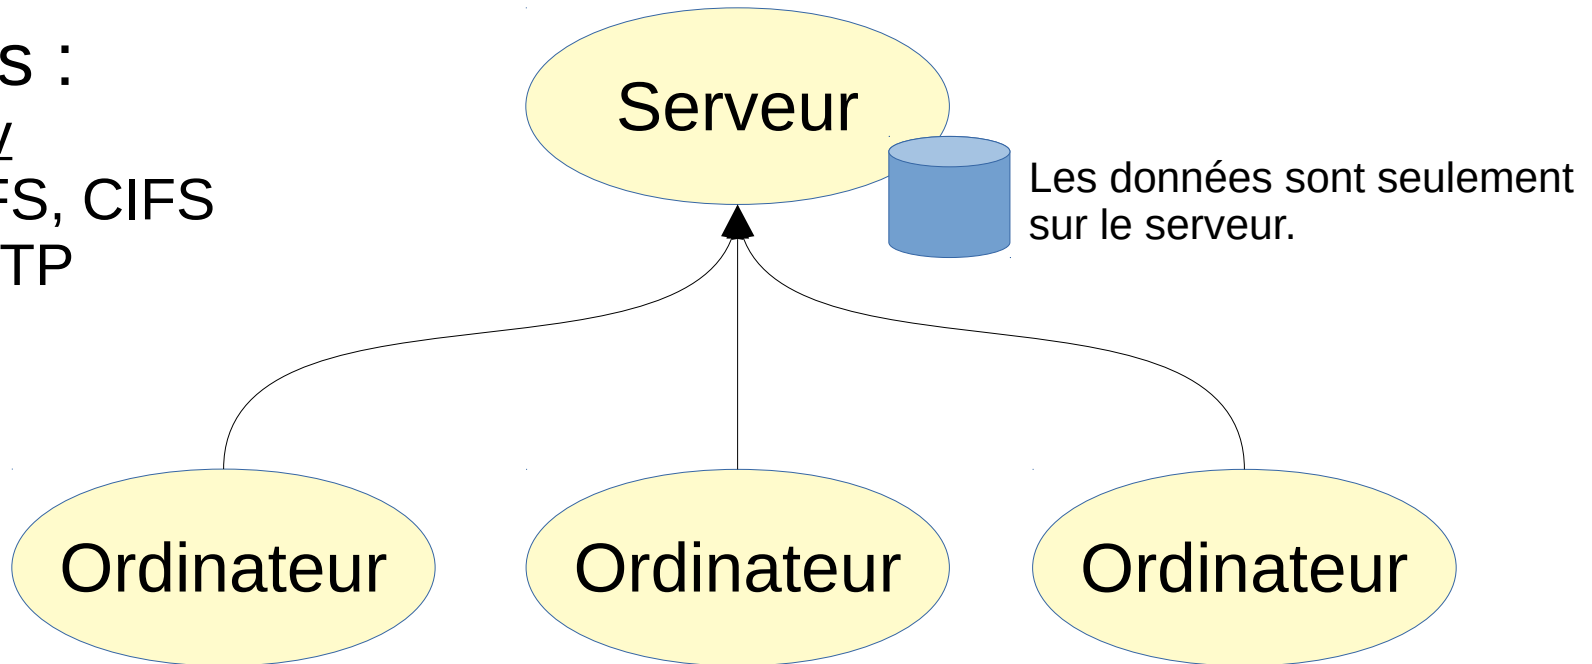 s :
v
FS, CIFS
TP
Serveur
Les données sont seulement
sur le serveur.
Ordinateur Ordinateur Ordinateur